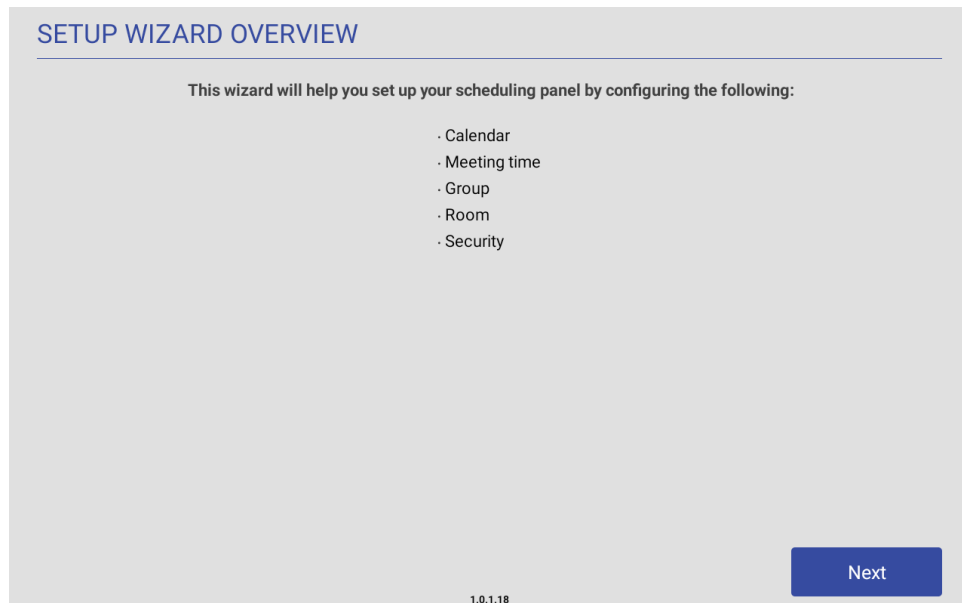 SETUP WIZARD OVERVIEW
This wizard will help you set up your scheduling panel by configuring the following:
· Calendar
· Meeting time
· Group
· Room
· Security
Next
1.0.1.18